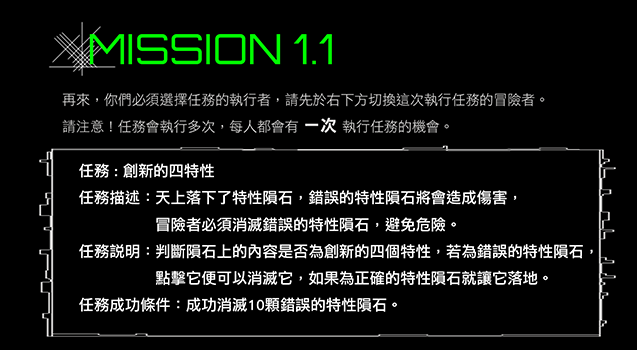 MISSION 1.1
再來，你們必須選擇任務的執行者，請先於右下方切換這次執行任務的冒險者。
請注意！任務會執行多次，每人都會有 一次 執行任務的機會。
任務：創新的四特性
任務描述：天上落下了特性隕石，錯誤的特性隕石將會造成傷害，
冒險者必須消滅錯誤的特性隕石，避免危險。
任務說明：判斷隕石上的內容是否為創新的四個特性，若為錯誤的特性隕石，
點擊它便可以消滅它，如果為正確的特性隕石就讓它落地。
任務成功條件：成功消滅10顆錯誤的特性隕石。